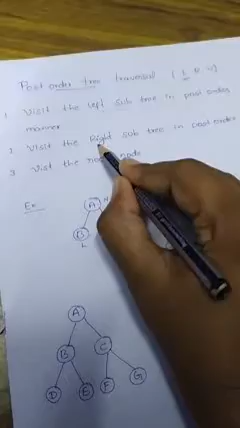 Post order tree traversal [ L R N]
1 Visit the left sub tree in post order
manner
2 Visit the Right sub tree in post order
3 Visit the node
Ex
A
B
L
A
B C
D E F G